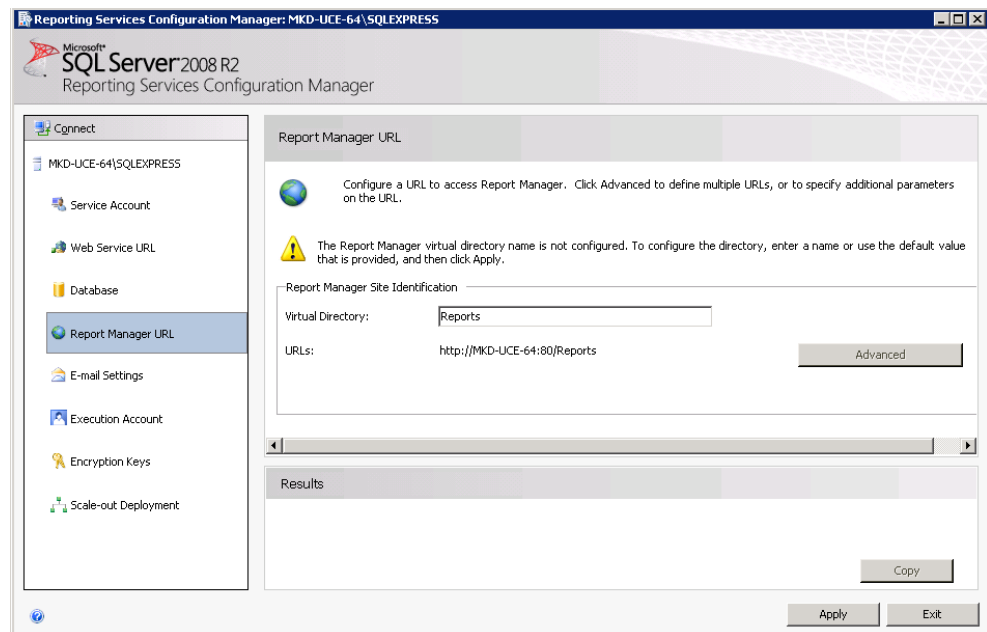 Reporting Services Configuration Manager: MKD-UCE-64\SQLEXPRESS
Microsoft®
SQL Server® 2008 R2
Reporting Services Configuration Manager
Connect
MKD-UCE-64\SQLEXPRESS
Service Account
Web Service URL
Database
Report Manager URL
E-mail Settings
Execution Account
Encryption Keys
Scale-out Deployment
Report Manager URL
Configure a URL to access Report Manager. Click Advanced to define multiple URLs, or to specify additional parameters
on the URL.
The Report Manager virtual directory name is not configured. To configure the directory, enter a name or use the default value
that is provided, and then click Apply.
Report Manager Site Identification
Virtual Directory: Reports
URLs: http://MKD-UCE-64:80/Reports
Advanced
Results
Copy
Apply Exit